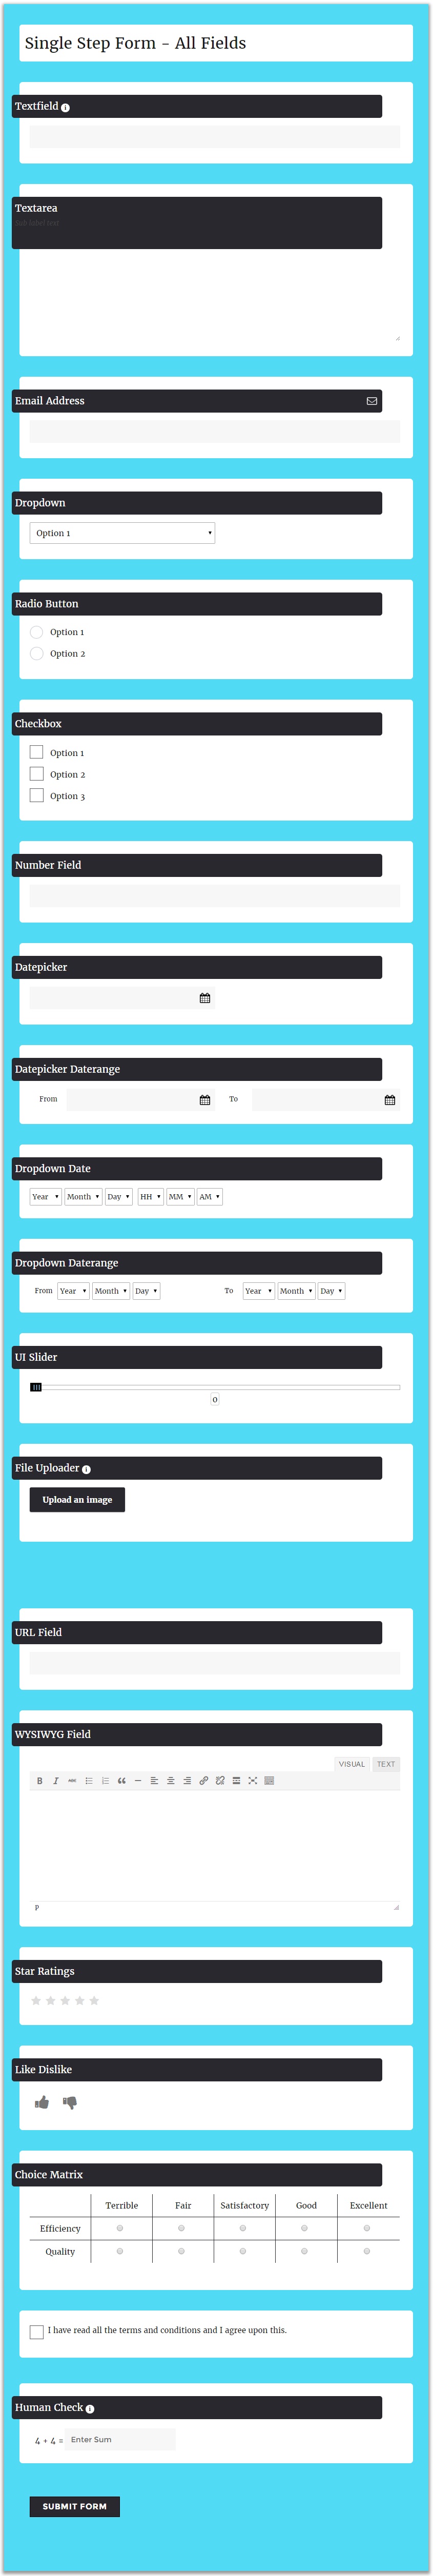 Single Step Form - All Fields
Textfield
Textarea
Sub label text
Email Address
Dropdown
Option 1
Radio Button
Option 1
Option 2
Checkbox
Option 1
Option 2
Option 3
Number Field
Datepicker
Datepicker Daterange
From To
Dropdown Date
Year Month Day HH MM AM
Dropdown Daterange
From Year Month Day To Year Month Day
UI Slider
0
File Uploader
Upload an image
URL Field
WYSIWYG Field
VISUAL TEXT
B I ABC
P
Star Ratings
Like Dislike
Choice Matrix
Terrible Fair Satisfactory Good Excellent
Efficiency
Quality
I have read all the terms and conditions and I agree upon this.
Human Check
4 + 4 = Enter Sum
SUBMIT FORM